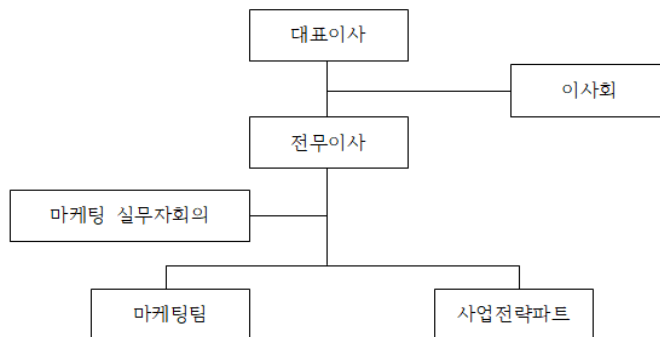 대표이사
이사회
전무이사
마케팅 실무자회의
마케팅팀
사업전략파트